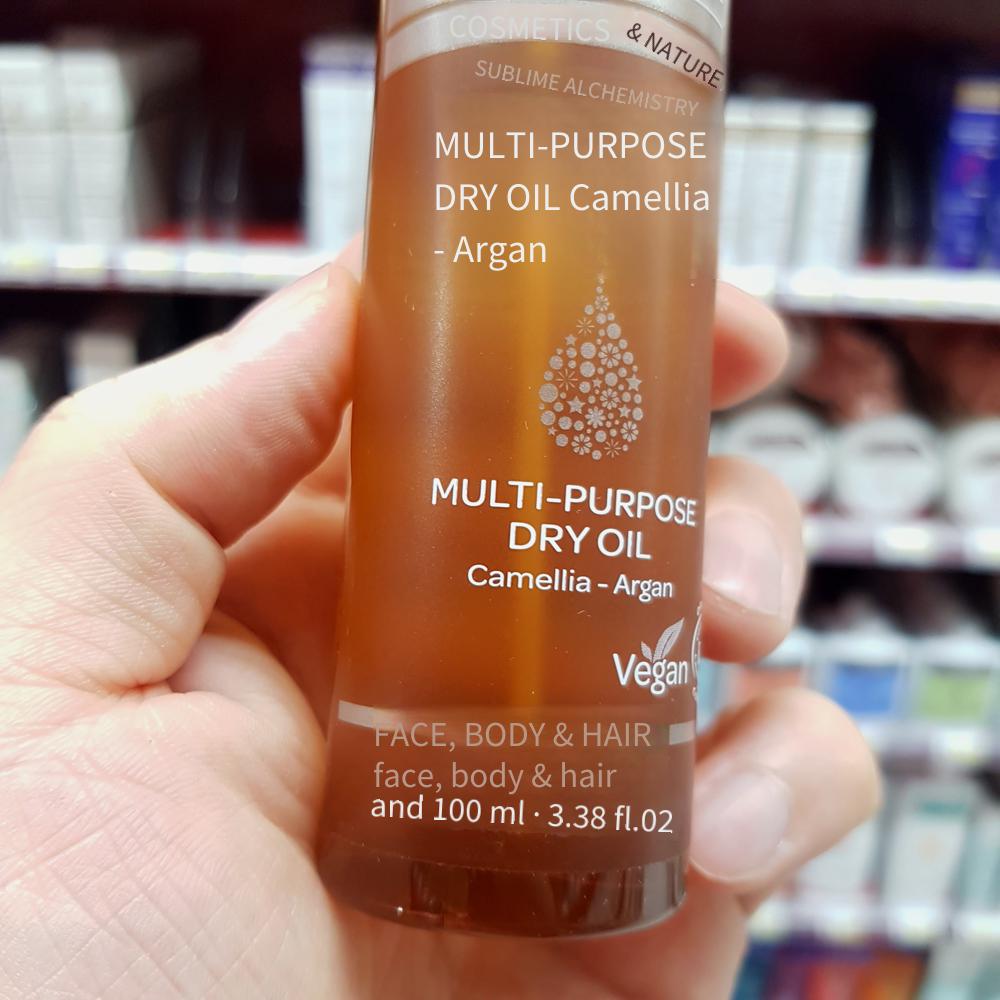 COSMETICS & NATURE
SUBLIME ALCHEMISTRY
MULTI-PURPOSE
DRY OIL Camellia
- Argan
MULTI-PURPOSE
DRY OIL
Camellia - Argan
Vegan
FACE, BODY & HAIR
face, body & hair
and 100 ml · 3.38 fl.02